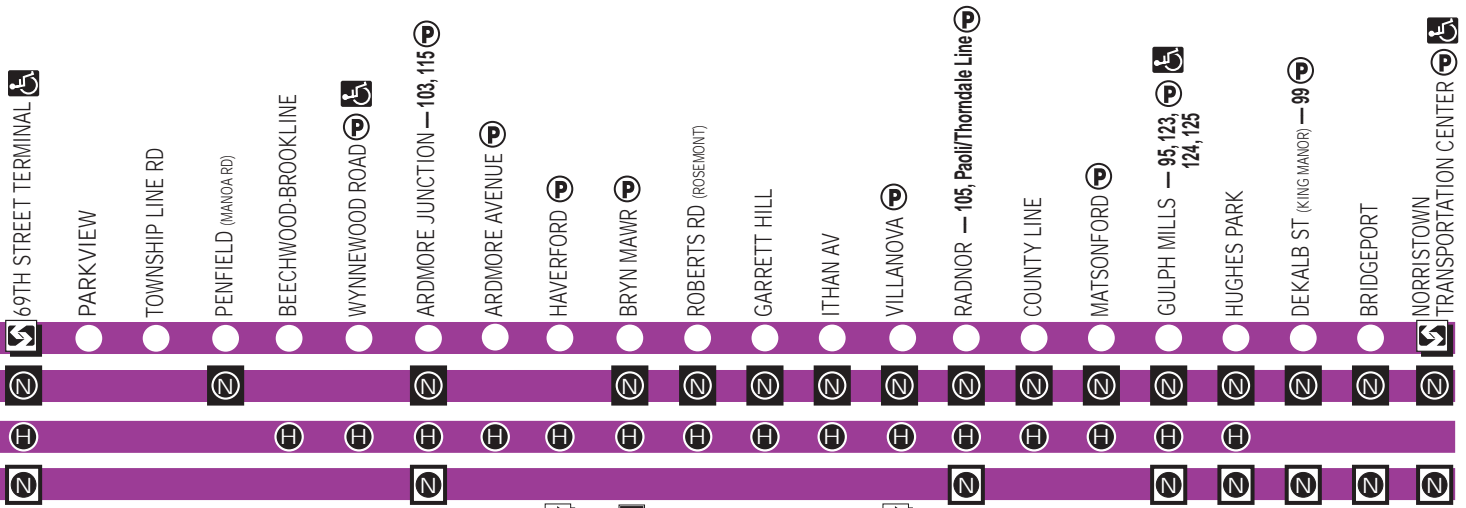 69TH STREET TERMINAL
PARKVIEW
TOWNSHIP LINE RD
PENFIELD (MANOA RD)
BEECHWOOD-BROOKLINE
WYNNEWOOD ROAD P
ARDMORE JUNCTION — 103, 115 P
ARDMORE AVENUE P
HAVERFORD P
BRYN MAWR P
ROBERTS RD (ROSEMONT)
GARRETT HILL
ITHAN AV
VILLANOVA P
RADNOR — 105, Paoli/Thorndale Line P
COUNTY LINE
MATSONFORD P
GULPH MILLS — 95, 123, P
124, 125
HUGHES PARK
DEKALB ST (KING MANOR) — 99 P
BRIDGEPORT
NORRISTOWN
TRANSPORTATION CENTER P
N N N N N N N N N N N N N N N N
H H H H H H H H H H H H H H H H
N N N N N N N N